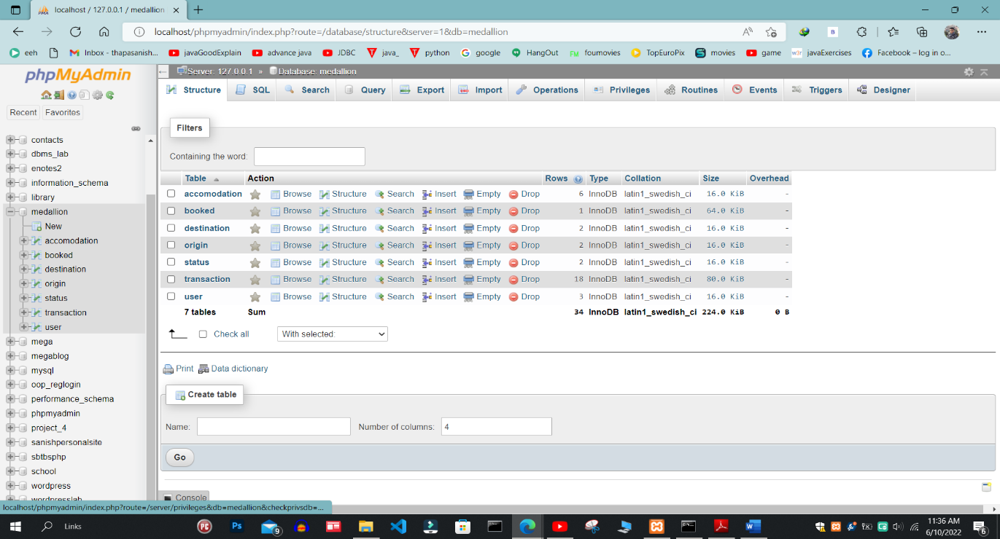 localhost / 127.0.0.1 / medallion
localhost/phpmyadmin/index.php?route=/database/structure&server=1&db=medallion
eeh Inbox - thapasanish... javaGoodExplain advance java JDBC java_ python google HangOut foumovies TopEuroPix movies game javaExercises Facebook – log in o...
phpMyAdmin
Server: 127.0.0.1 » Database: medallion
Structure SQL Search Query Export Import Operations Privileges Routines Events Triggers Designer
Recent Favorites
contacts
dbms_lab
enotes2
information_schema
library
medallion
New
accomodation
booked
destination
origin
status
transaction
user
mega
megablog
mysql
oop_reglogin
performance_schema
phpmyadmin
project_4
sanishpersonalsite
sbtbsphp
school
wordpress
wordpresslab
Filters
Containing the word:
Table Action Rows Type Collation Size Overhead
accomodation Browse Structure Search Insert Empty Drop 6 InnoDB latin1_swedish_ci 16.0 KiB -
booked Browse Structure Search Insert Empty Drop 1 InnoDB latin1_swedish_ci 64.0 KiB -
destination Browse Structure Search Insert Empty Drop 2 InnoDB latin1_swedish_ci 16.0 KiB -
origin Browse Structure Search Insert Empty Drop 2 InnoDB latin1_swedish_ci 16.0 KiB -
status Browse Structure Search Insert Empty Drop 2 InnoDB latin1_swedish_ci 16.0 KiB -
transaction Browse Structure Search Insert Empty Drop 18 InnoDB latin1_swedish_ci 80.0 KiB -
user Browse Structure Search Insert Empty Drop 3 InnoDB latin1_swedish_ci 16.0 KiB -
7 tables Sum 34 InnoDB latin1_swedish_ci 224.0 KiB 0 B
Check all With selected:
Print Data dictionary
Create table
Name: Number of columns: 4
Go
Console
localhost/phpmyadmin/index.php?route=/server/privileges&db=medallion&checkprivsdb=...
Links
9
11:36 AM
6/10/2022
6